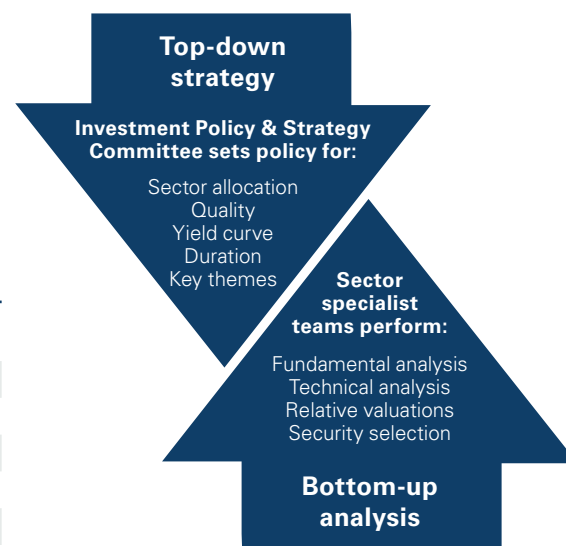 Top-down
strategy
Investment Policy & Strategy
Committee sets policy for:
Sector allocation
Quality
Yield curve
Duration
Key themes
Sector
specialist
teams perform:
Fundamental analysis
Technical analysis
Relative valuations
Security selection
Bottom-up
analysis